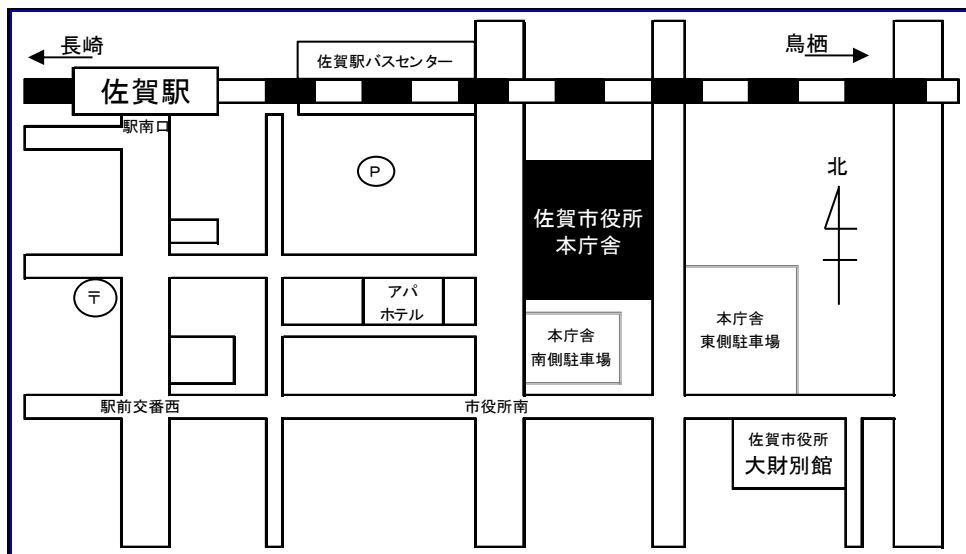 長崎
鳥栖
佐賀駅バスセンター
佐賀駅
駅南口
P
北
佐賀市役所
本庁舎
〒
アパ
ホテル
本庁舎
南側駐車場
本庁舎
東側駐車場
駅前交番西
市役所南
佐賀市役所
大財別館